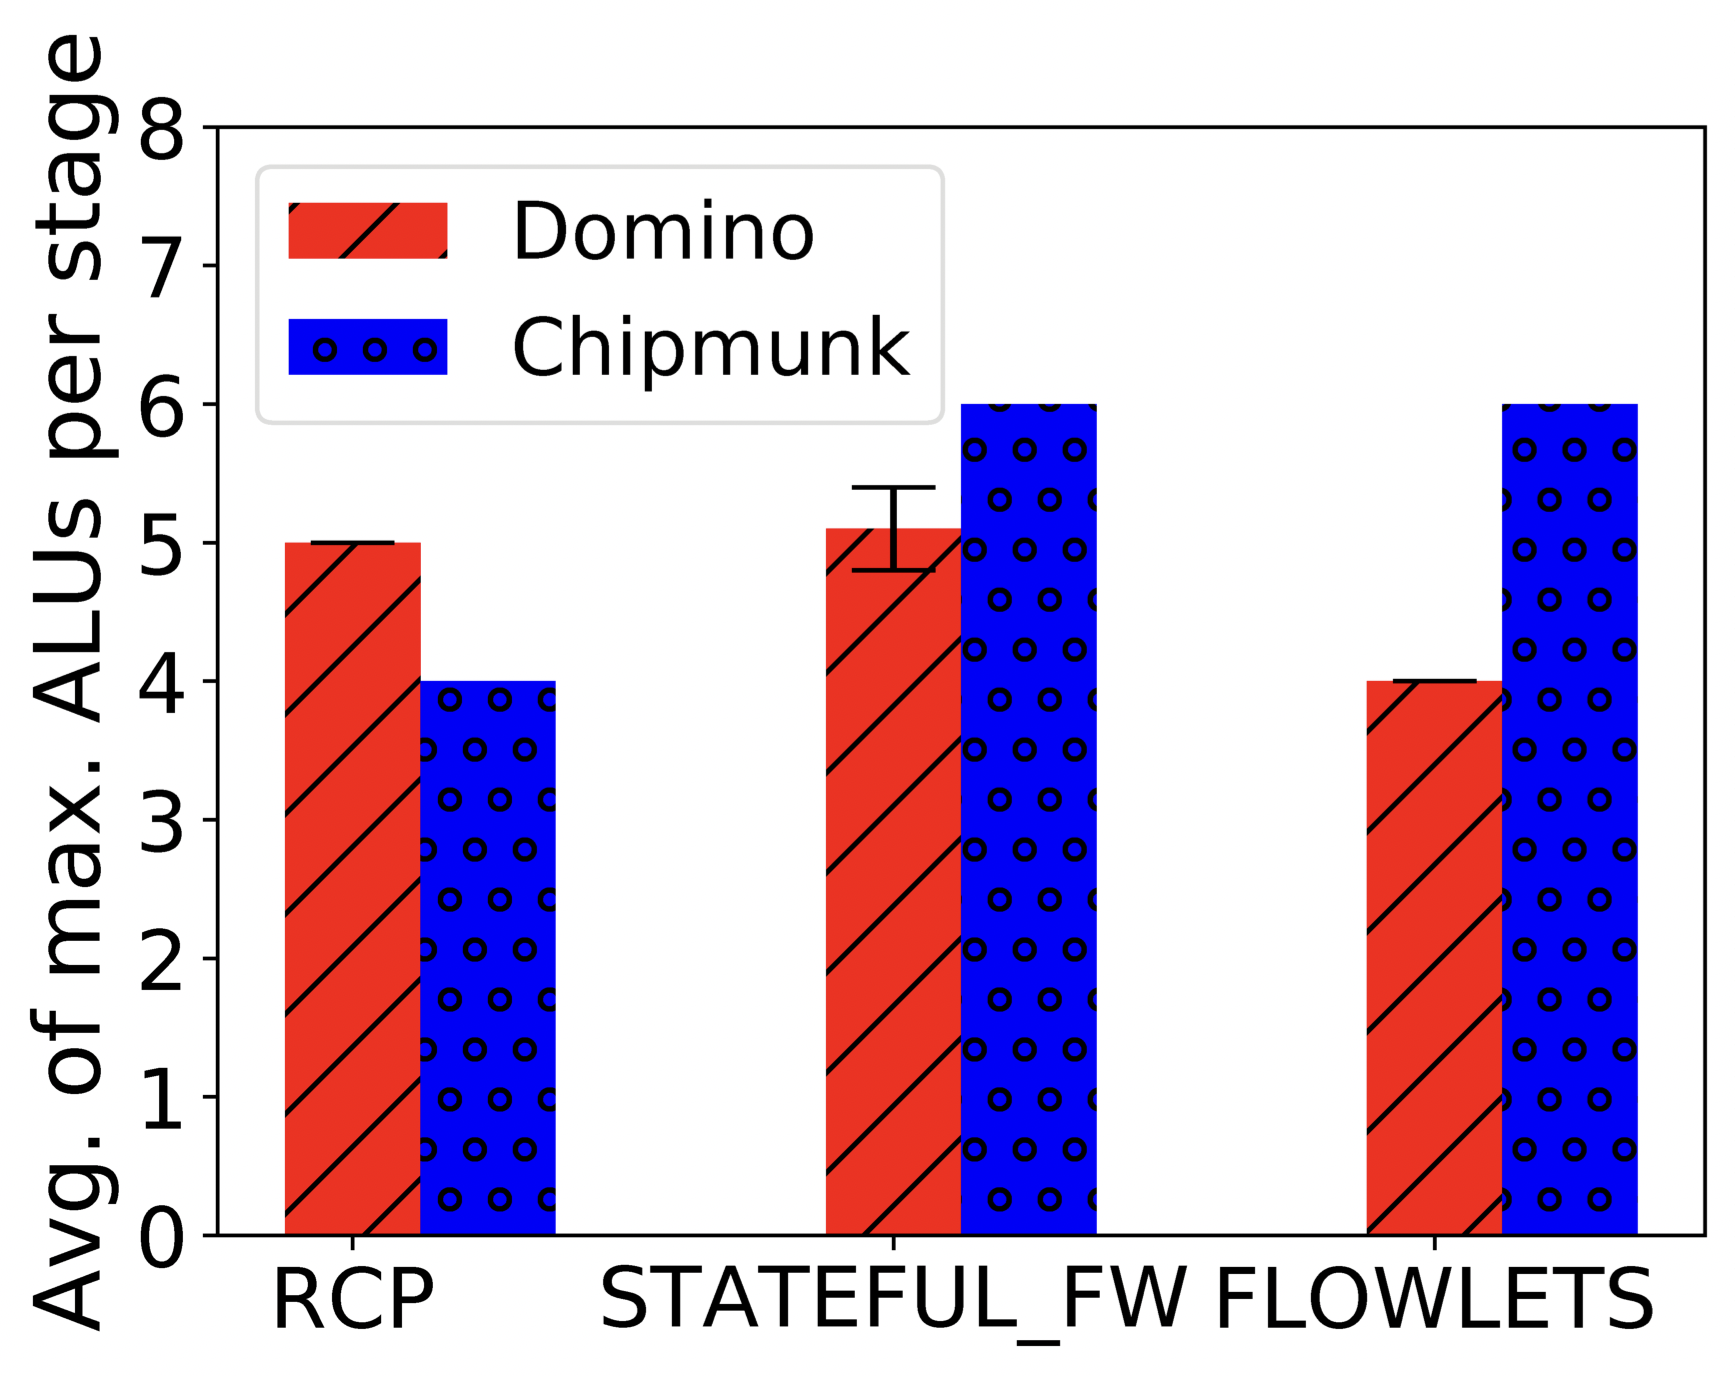 Avg. of max. ALUs per stage
8
7
6
5
4
3
2
1
0
Domino
Chipmunk
RCP STATEFUL_FW FLOWLETS